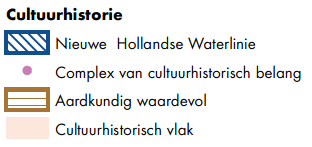 Cultuurhistorie
Nieuwe Hollandse Waterlinie
Complex van cultuurhistorisch belang
Aardkundig waardevol
Cultuurhistorisch vlak